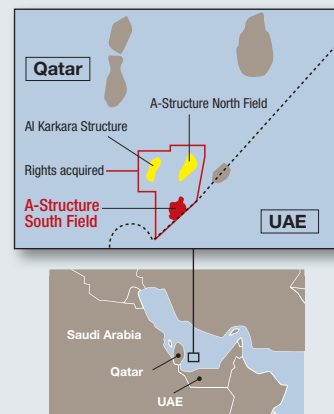 Qatar
A-Structure North Field
Al Karkara Structure
Rights acquired
A-Structure
South Field
UAE
Saudi Arabia
Qatar
UAE